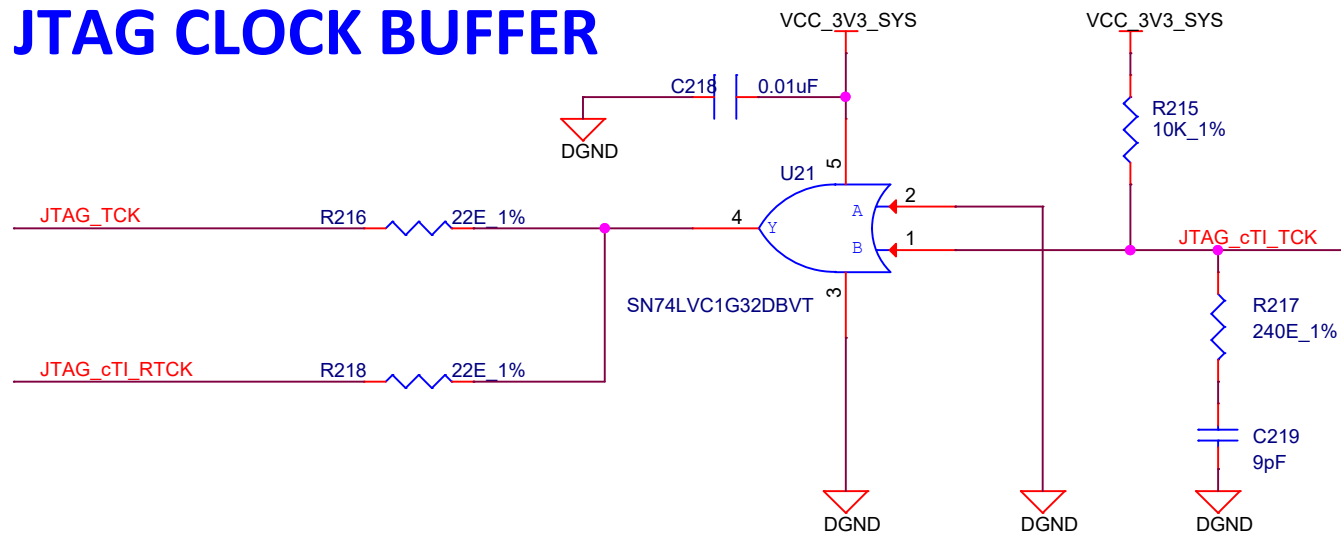 JTAG CLOCK BUFFER
VCC_3V3_SYS
VCC_3V3_SYS
C218
0.01uF
R215
10K_1%
DGND
5
U21
2
A
JTAG_TCK
R216
22E_1%
4
Y
1
B
JTAG_cTI_TCK
3
SN74LVC1G32DBVT
R217
240E_1%
JTAG_cTI_RTCK
R218
22E_1%
C219
9pF
DGND
DGND
DGND